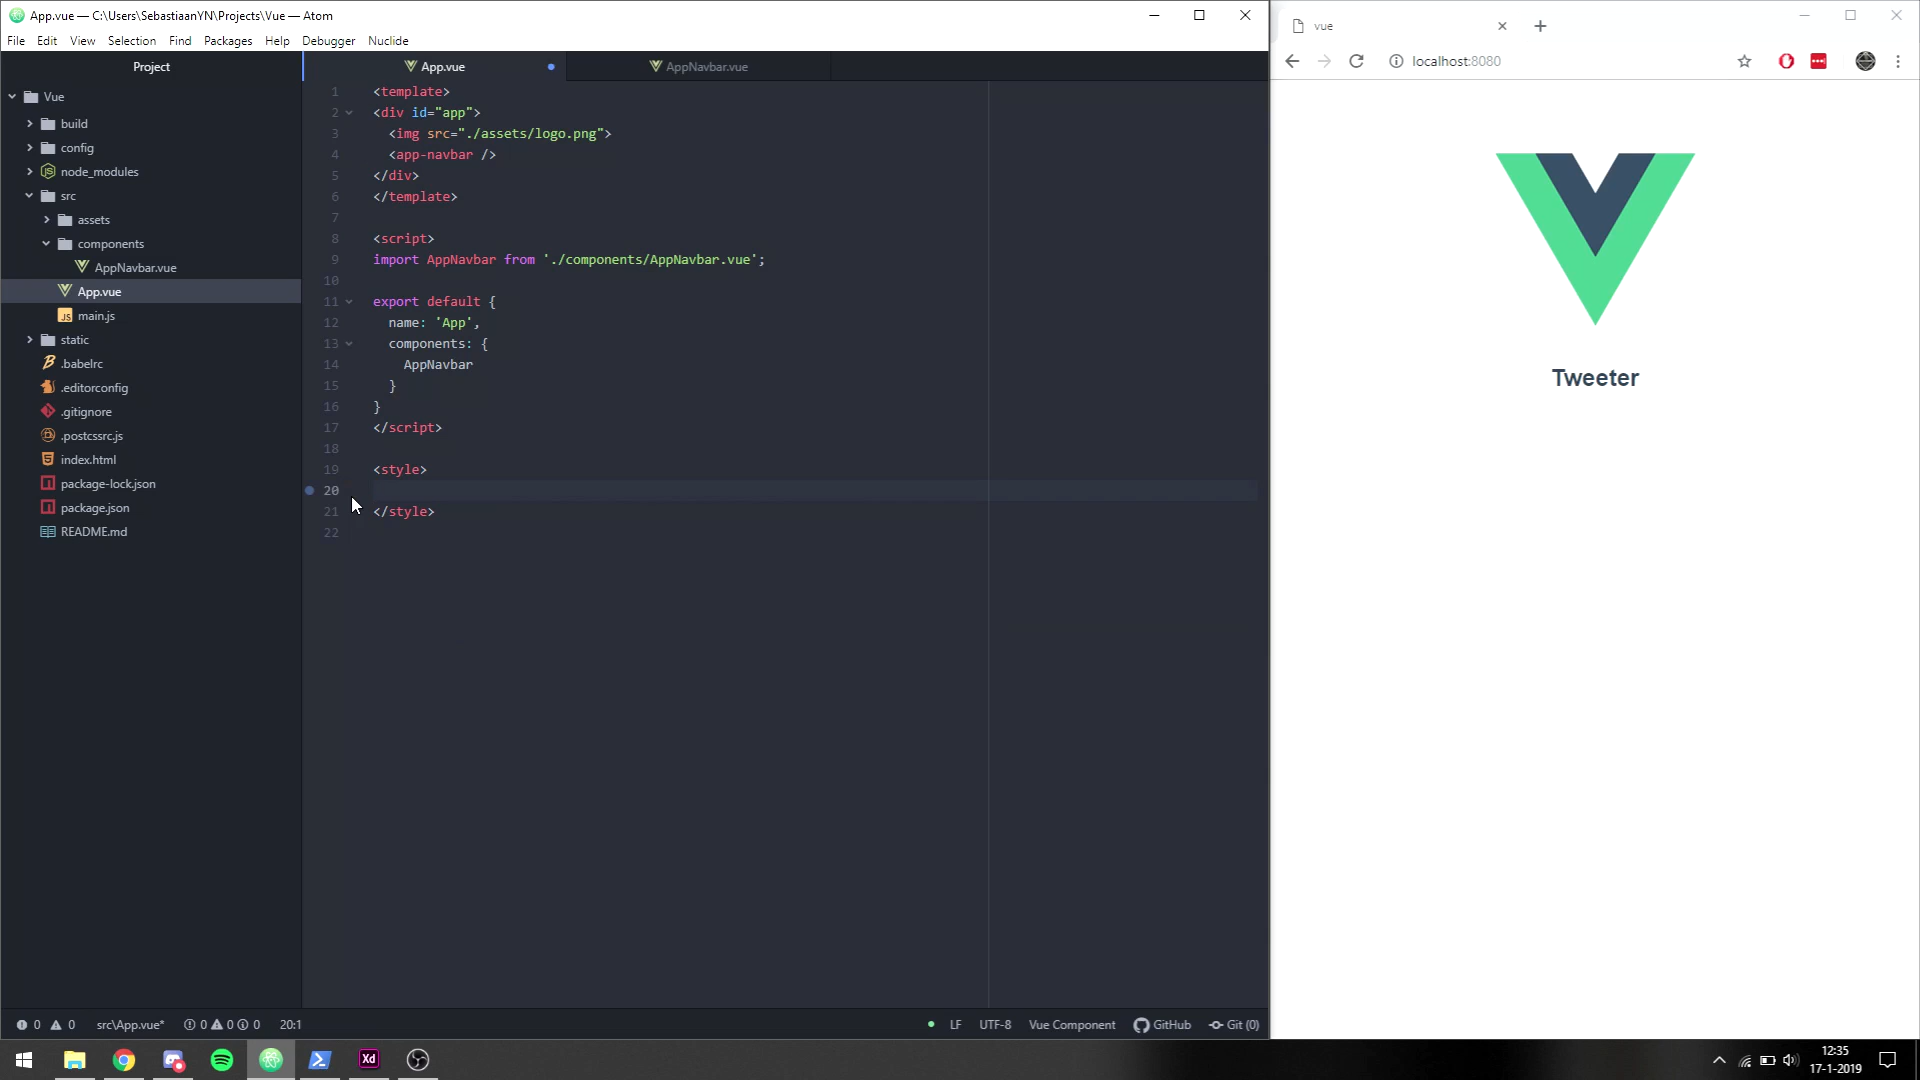 App.vue — C:\Users\SebastiaanYN\Projects\Vue — Atom
File Edit View Selection Find Packages Help Debugger Nuclide
Project
Vue
build
config
node_modules
src
assets
components
AppNavbar.vue
App.vue
main.js
static
.babelrc
.editorconfig
.gitignore
.postcssrc.js
index.html
package-lock.json
package.json
README.md
App.vue
AppNavbar.vue
1 <template>
2 <div id="app">
3 <img src="./assets/logo.png">
4 <app-navbar />
5 </div>
6 </template>
7
8 <script>
9 import AppNavbar from './components/AppNavbar.vue';
10
11 export default {
12 name: 'App',
13 components: {
14 AppNavbar
15 }
16 }
17 </script>
18
19 <style>
20
21 </style>
22
0 0 src\App.vue* 0 0 0 20:1
LF UTF-8 Vue Component GitHub Git (0)
vue
localhost:8080
Tweeter
Xd
12:35
17-1-2019